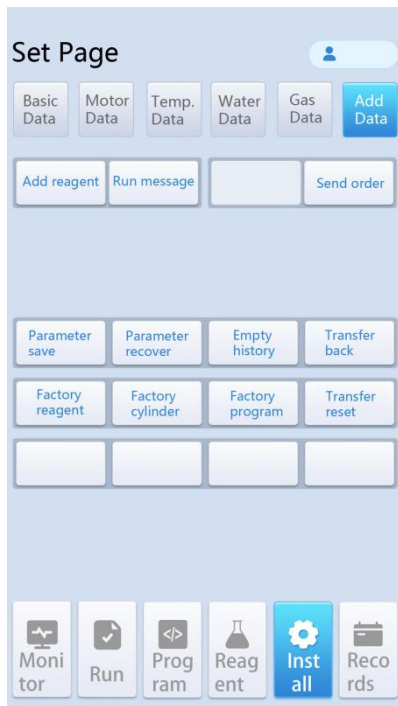 Set Page
Basic Motor Temp. Water Gas Add
Data Data Data Data Data Data
Add reagent Run message Send order
Parameter Parameter Empty Transfer
save recover history back
Factory Factory Factory Transfer
reagent cylinder program reset
</> 
Moni Run Prog Reag Inst Reco
tor ram ent all rds